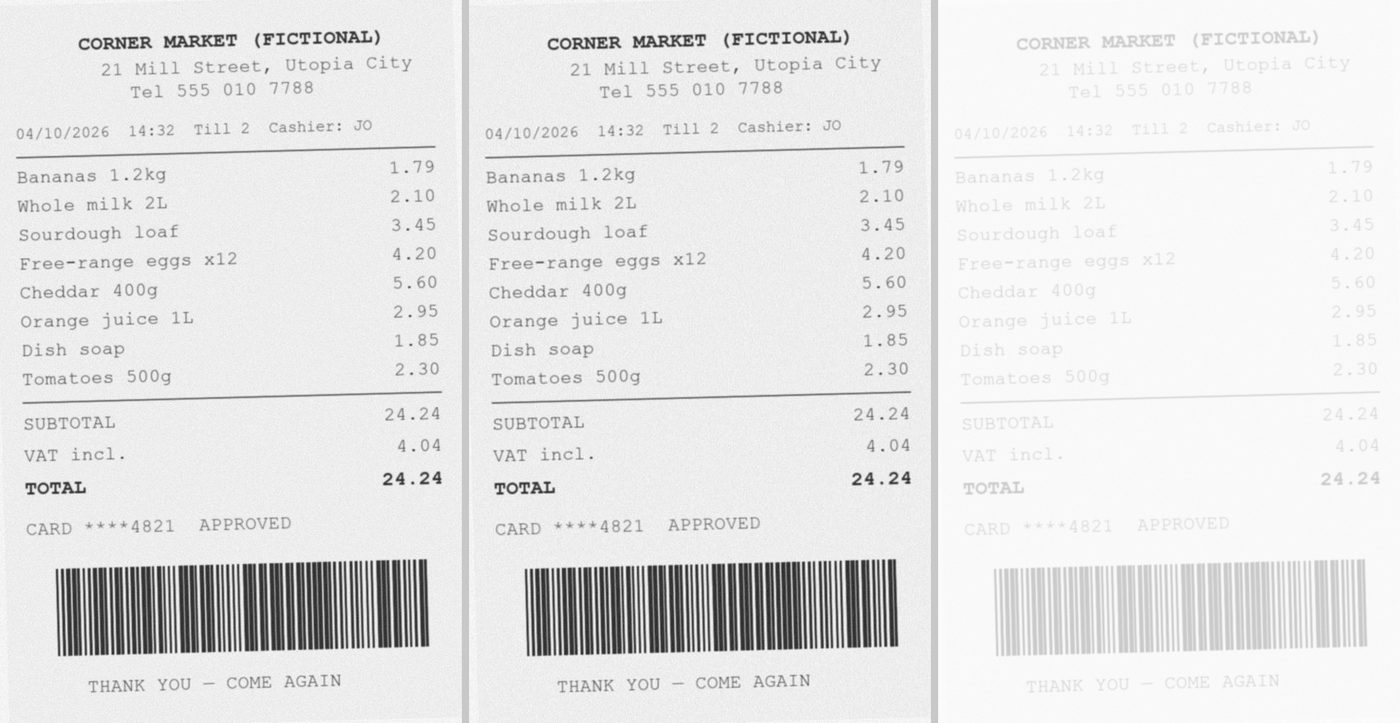 CORNER MARKET (FICTIONAL)
21 Mill Street, Utopia City
Tel 555 010 7788
04/10/2026 14:32 Till 2 Cashier: JO
Bananas 1.2kg 1.79
Whole milk 2L 2.10
Sourdough loaf 3.45
Free-range eggs x12 4.20
Cheddar 400g 5.60
Orange juice 1L 2.95
Dish soap 1.85
Tomatoes 500g 2.30
SUBTOTAL 24.24
VAT incl. 4.04
TOTAL 24.24
CARD ****4821 APPROVED
THANK YOU — COME AGAIN
CORNER MARKET (FICTIONAL)
21 Mill Street, Utopia City
Tel 555 010 7788
04/10/2026 14:32 Till 2 Cashier: JO
Bananas 1.2kg 1.79
Whole milk 2L 2.10
Sourdough loaf 3.45
Free-range eggs x12 4.20
Cheddar 400g 5.60
Orange juice 1L 2.95
Dish soap 1.85
Tomatoes 500g 2.30
SUBTOTAL 24.24
VAT incl. 4.04
TOTAL 24.24
CARD ****4821 APPROVED
THANK YOU — COME AGAIN
CORNER MARKET (FICTIONAL)
21 Mill Street, Utopia City
Tel 555 010 7788
04/10/2026 14:32 Till 2 Cashier: JO
Bananas 1.2kg 1.79
Whole milk 2L 2.10
Sourdough loaf 3.45
Free-range eggs x12 4.20
Cheddar 400g 5.60
Orange juice 1L 2.95
Dish soap 1.85
Tomatoes 500g 2.30
SUBTOTAL 24.24
VAT incl. 4.04
TOTAL 24.24
CARD ****4821 APPROVED
THANK YOU — COME AGAIN